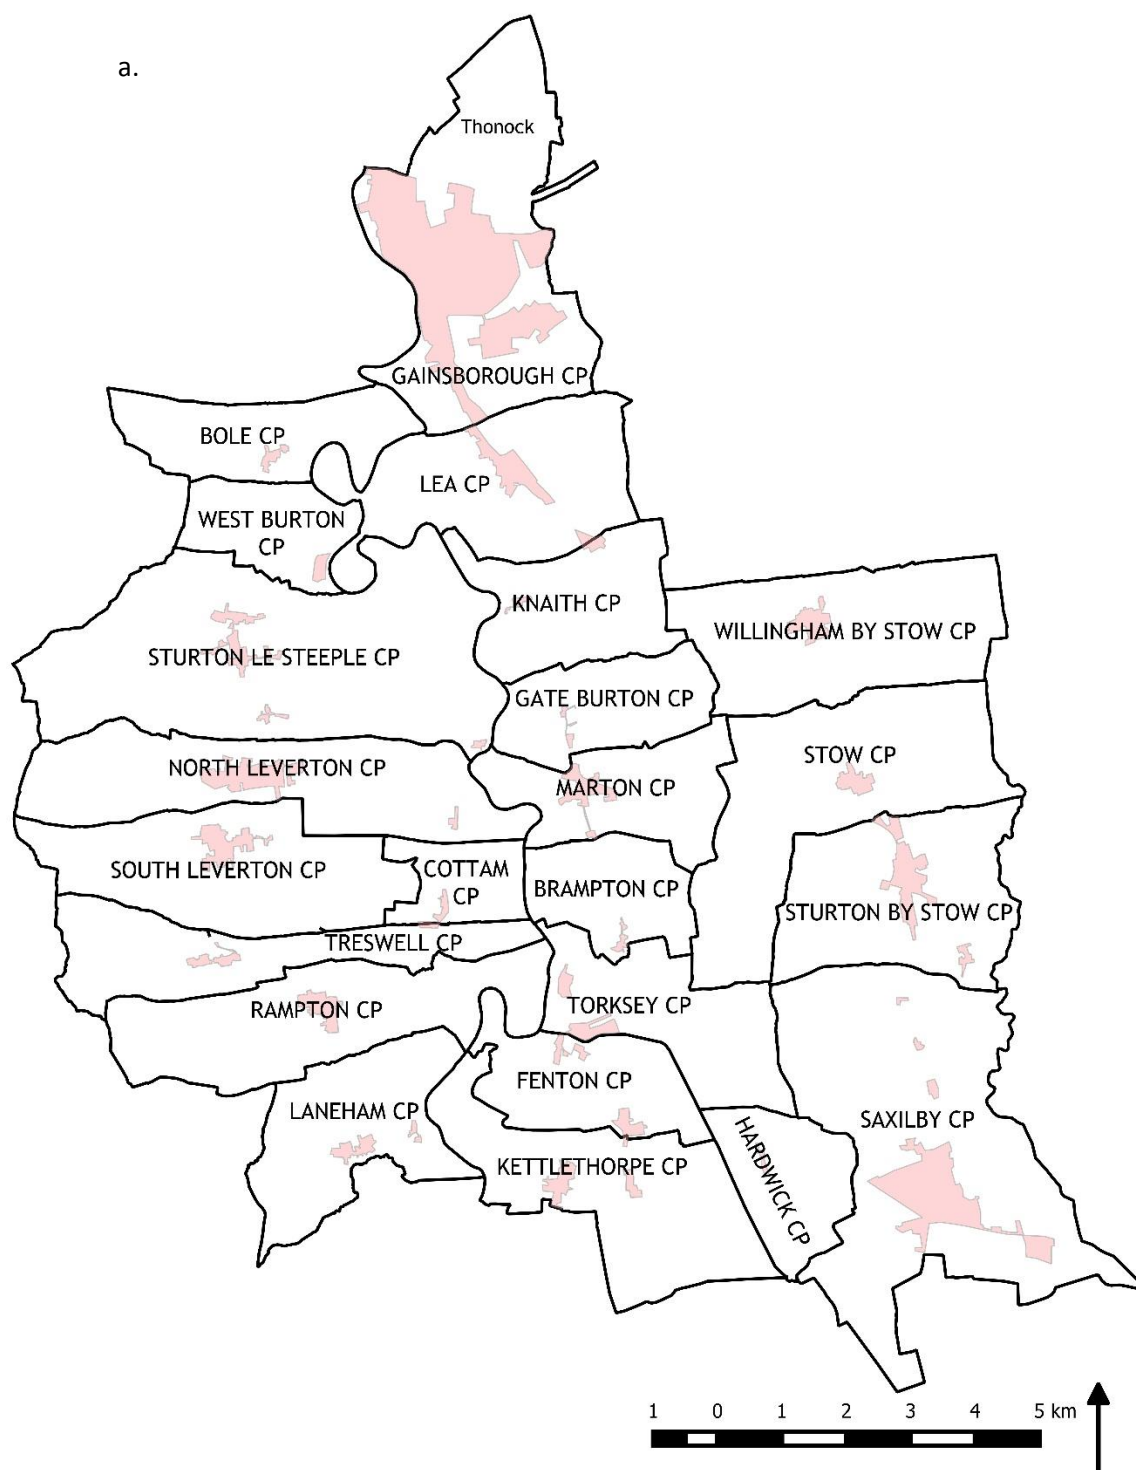 a.
Thonock
GAINSBOROUGH CP
BOLE CP
LEA CP
WEST BURTON
CP
KNAITH CP
WILLINGHAM BY STOW CP
STURTON LE STEEPLE CP
GATE BURTON CP
STOW CP
NORTH LEVERTON CP
MARTON CP
SOUTH LEVERTON CP
COTTAM
CP
BRAMPTON CP
STURTON BY STOW CP
TRESWELL CP
RAMPTON CP
TORKSEY CP
FENTON CP
LANEHAM CP
SAXILBY CP
HARDWICK CP
KETTLETHORPE CP
1 0 1 2 3 4 5 km